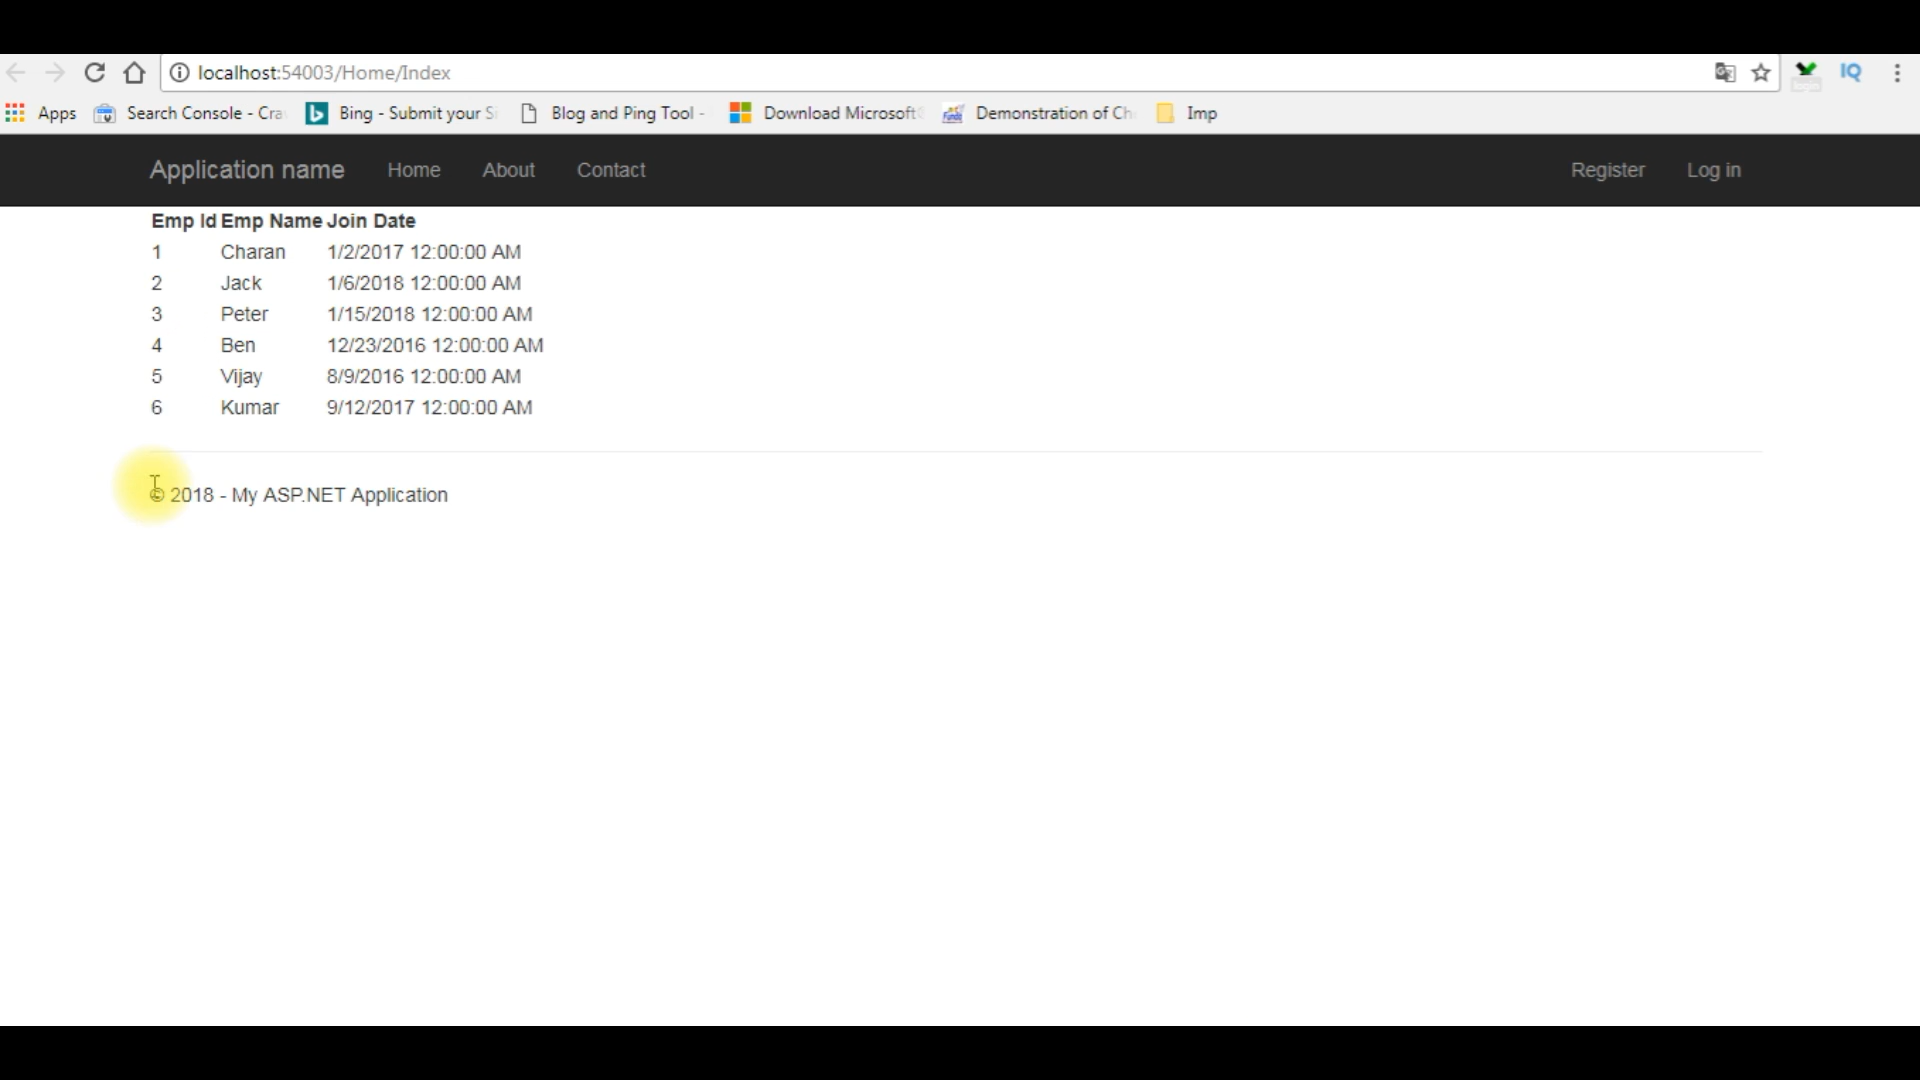 localhost:54003/Home/Index
IQ
Apps Search Console - Cra Bing - Submit your S Blog and Ping Tool - Download Microsoft Demonstration of Ch Imp
Application name Home About Contact Register Log in
Emp Id Emp Name Join Date
1 Charan 1/2/2017 12:00:00 AM
2 Jack 1/6/2018 12:00:00 AM
3 Peter 1/15/2018 12:00:00 AM
4 Ben 12/23/2016 12:00:00 AM
5 Vijay 8/9/2016 12:00:00 AM
6 Kumar 9/12/2017 12:00:00 AM
© 2018 - My ASP.NET Application